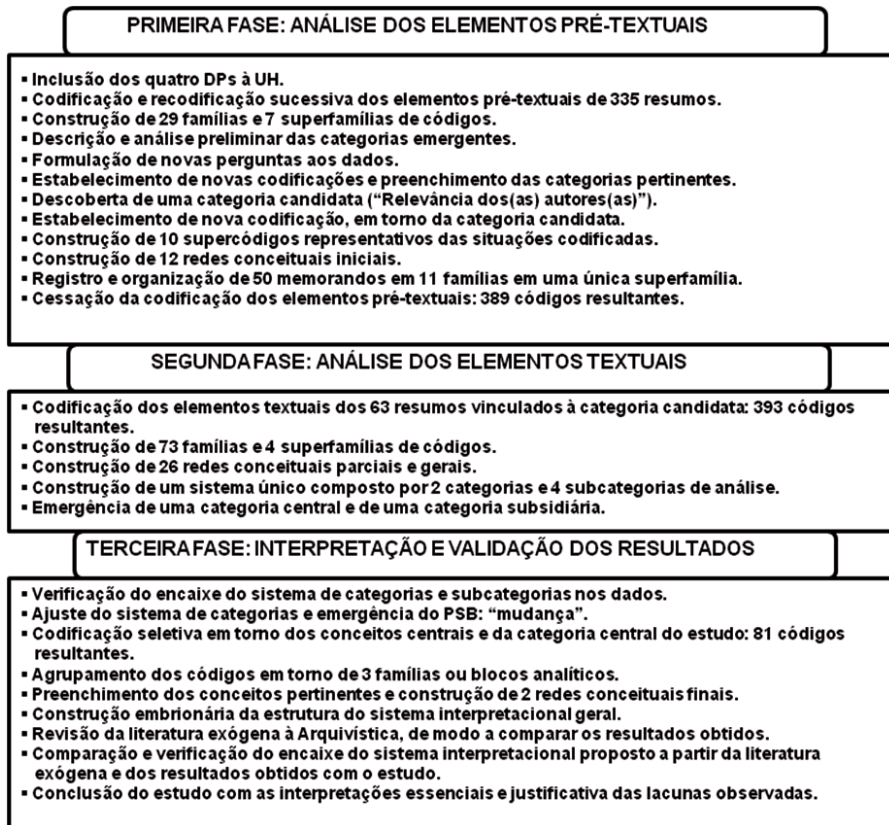 PRIMEIRA FASE: ANÁLISE DOS ELEMENTOS PRÉ-TEXTUAIS
▪ Inclusão dos quatro DPs à UH.
▪ Codificação e recodificação sucessiva dos elementos pré-textuais de 335 resumos.
▪ Construção de 29 famílias e 7 superfamílias de códigos.
▪ Descrição e análise preliminar das categorias emergentes.
▪ Formulação de novas perguntas aos dados.
▪ Estabelecimento de novas codificações e preenchimento das categorias pertinentes.
▪ Descoberta de uma categoria candidata (“Relevância dos(as) autores(as)”).
▪ Estabelecimento de nova codificação, em torno da categoria candidata.
▪ Construção de 10 supercódigos representativos das situações codificadas.
▪ Construção de 12 redes conceituais iniciais.
▪ Registro e organização de 50 memorandos em 11 famílias em uma única superfamília.
▪ Cessação da codificação dos elementos pré-textuais: 389 códigos resultantes.
SEGUNDA FASE: ANÁLISE DOS ELEMENTOS TEXTUAIS
▪ Codificação dos elementos textuais dos 63 resumos vinculados à categoria candidata: 393 códigos
resultantes.
▪ Construção de 73 famílias e 4 superfamílias de códigos.
▪ Construção de 26 redes conceituais parciais e gerais.
▪ Construção de um sistema único composto por 2 categorias e 4 subcategorias de análise.
▪ Emergência de uma categoria central e de uma categoria subsidiária.
TERCEIRA FASE: INTERPRETAÇÃO E VALIDAÇÃO DOS RESULTADOS
▪ Verificação do encaixe do sistema de categorias e subcategorias nos dados.
▪ Ajuste do sistema de categorias e emergência do PSB: “mudança”.
▪ Codificação seletiva em torno dos conceitos centrais e da categoria central do estudo: 81 códigos
resultantes.
▪ Agrupamento dos códigos em torno de 3 famílias ou blocos analíticos.
▪ Preenchimento dos conceitos pertinentes e construção de 2 redes conceituais finais.
▪ Construção embrionária da estrutura do sistema interpretacional geral.
▪ Revisão da literatura exógena à Arquivística, de modo a comparar os resultados obtidos.
▪ Comparação e verificação do encaixe do sistema interpretacional proposto a partir da literatura
exógena e dos resultados obtidos com o estudo.
▪ Conclusão do estudo com as interpretações essenciais e justificativa das lacunas observadas.